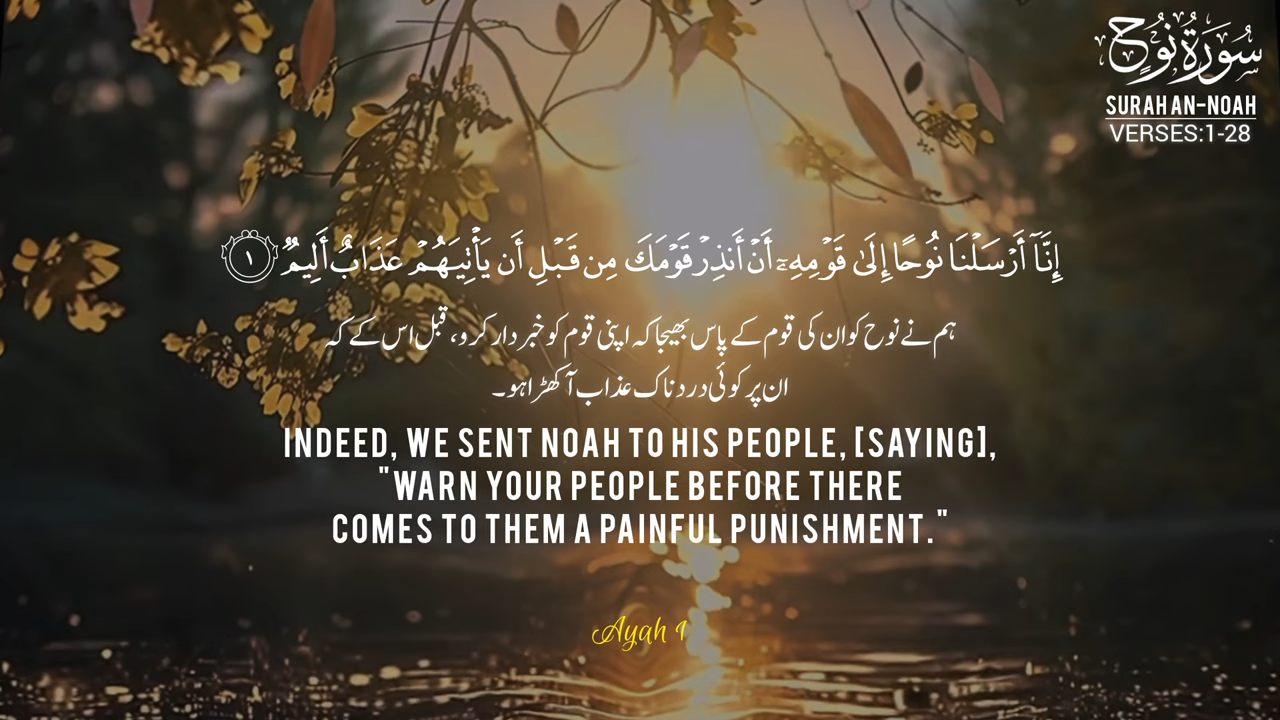 سُورَةُ نُوحٍ
SURAH AN-NOAH
VERSES:1-28
إِنَّآ أَرۡسَلۡنَا نُوحًا إِلَىٰ قَوۡمِهِۦٓ أَنۡ أَنذِرۡ قَوۡمَكَ مِن قَبۡلِ أَن يَأۡتِيَهُمۡ عَذَابٌ أَلِيمٌ ١
ہم نے نوح کو ان کی قوم کے پاس بھیجا کہ اپنی قوم کو خبردار کرو، قبل اس کے کہ
ان پر کوئی دردناک عذاب آ کھڑا ہو۔
INDEED, WE SENT NOAH TO HIS PEOPLE, [SAYING],
"WARN YOUR PEOPLE BEFORE THERE
COMES TO THEM A PAINFUL PUNISHMENT."
Ayah 1